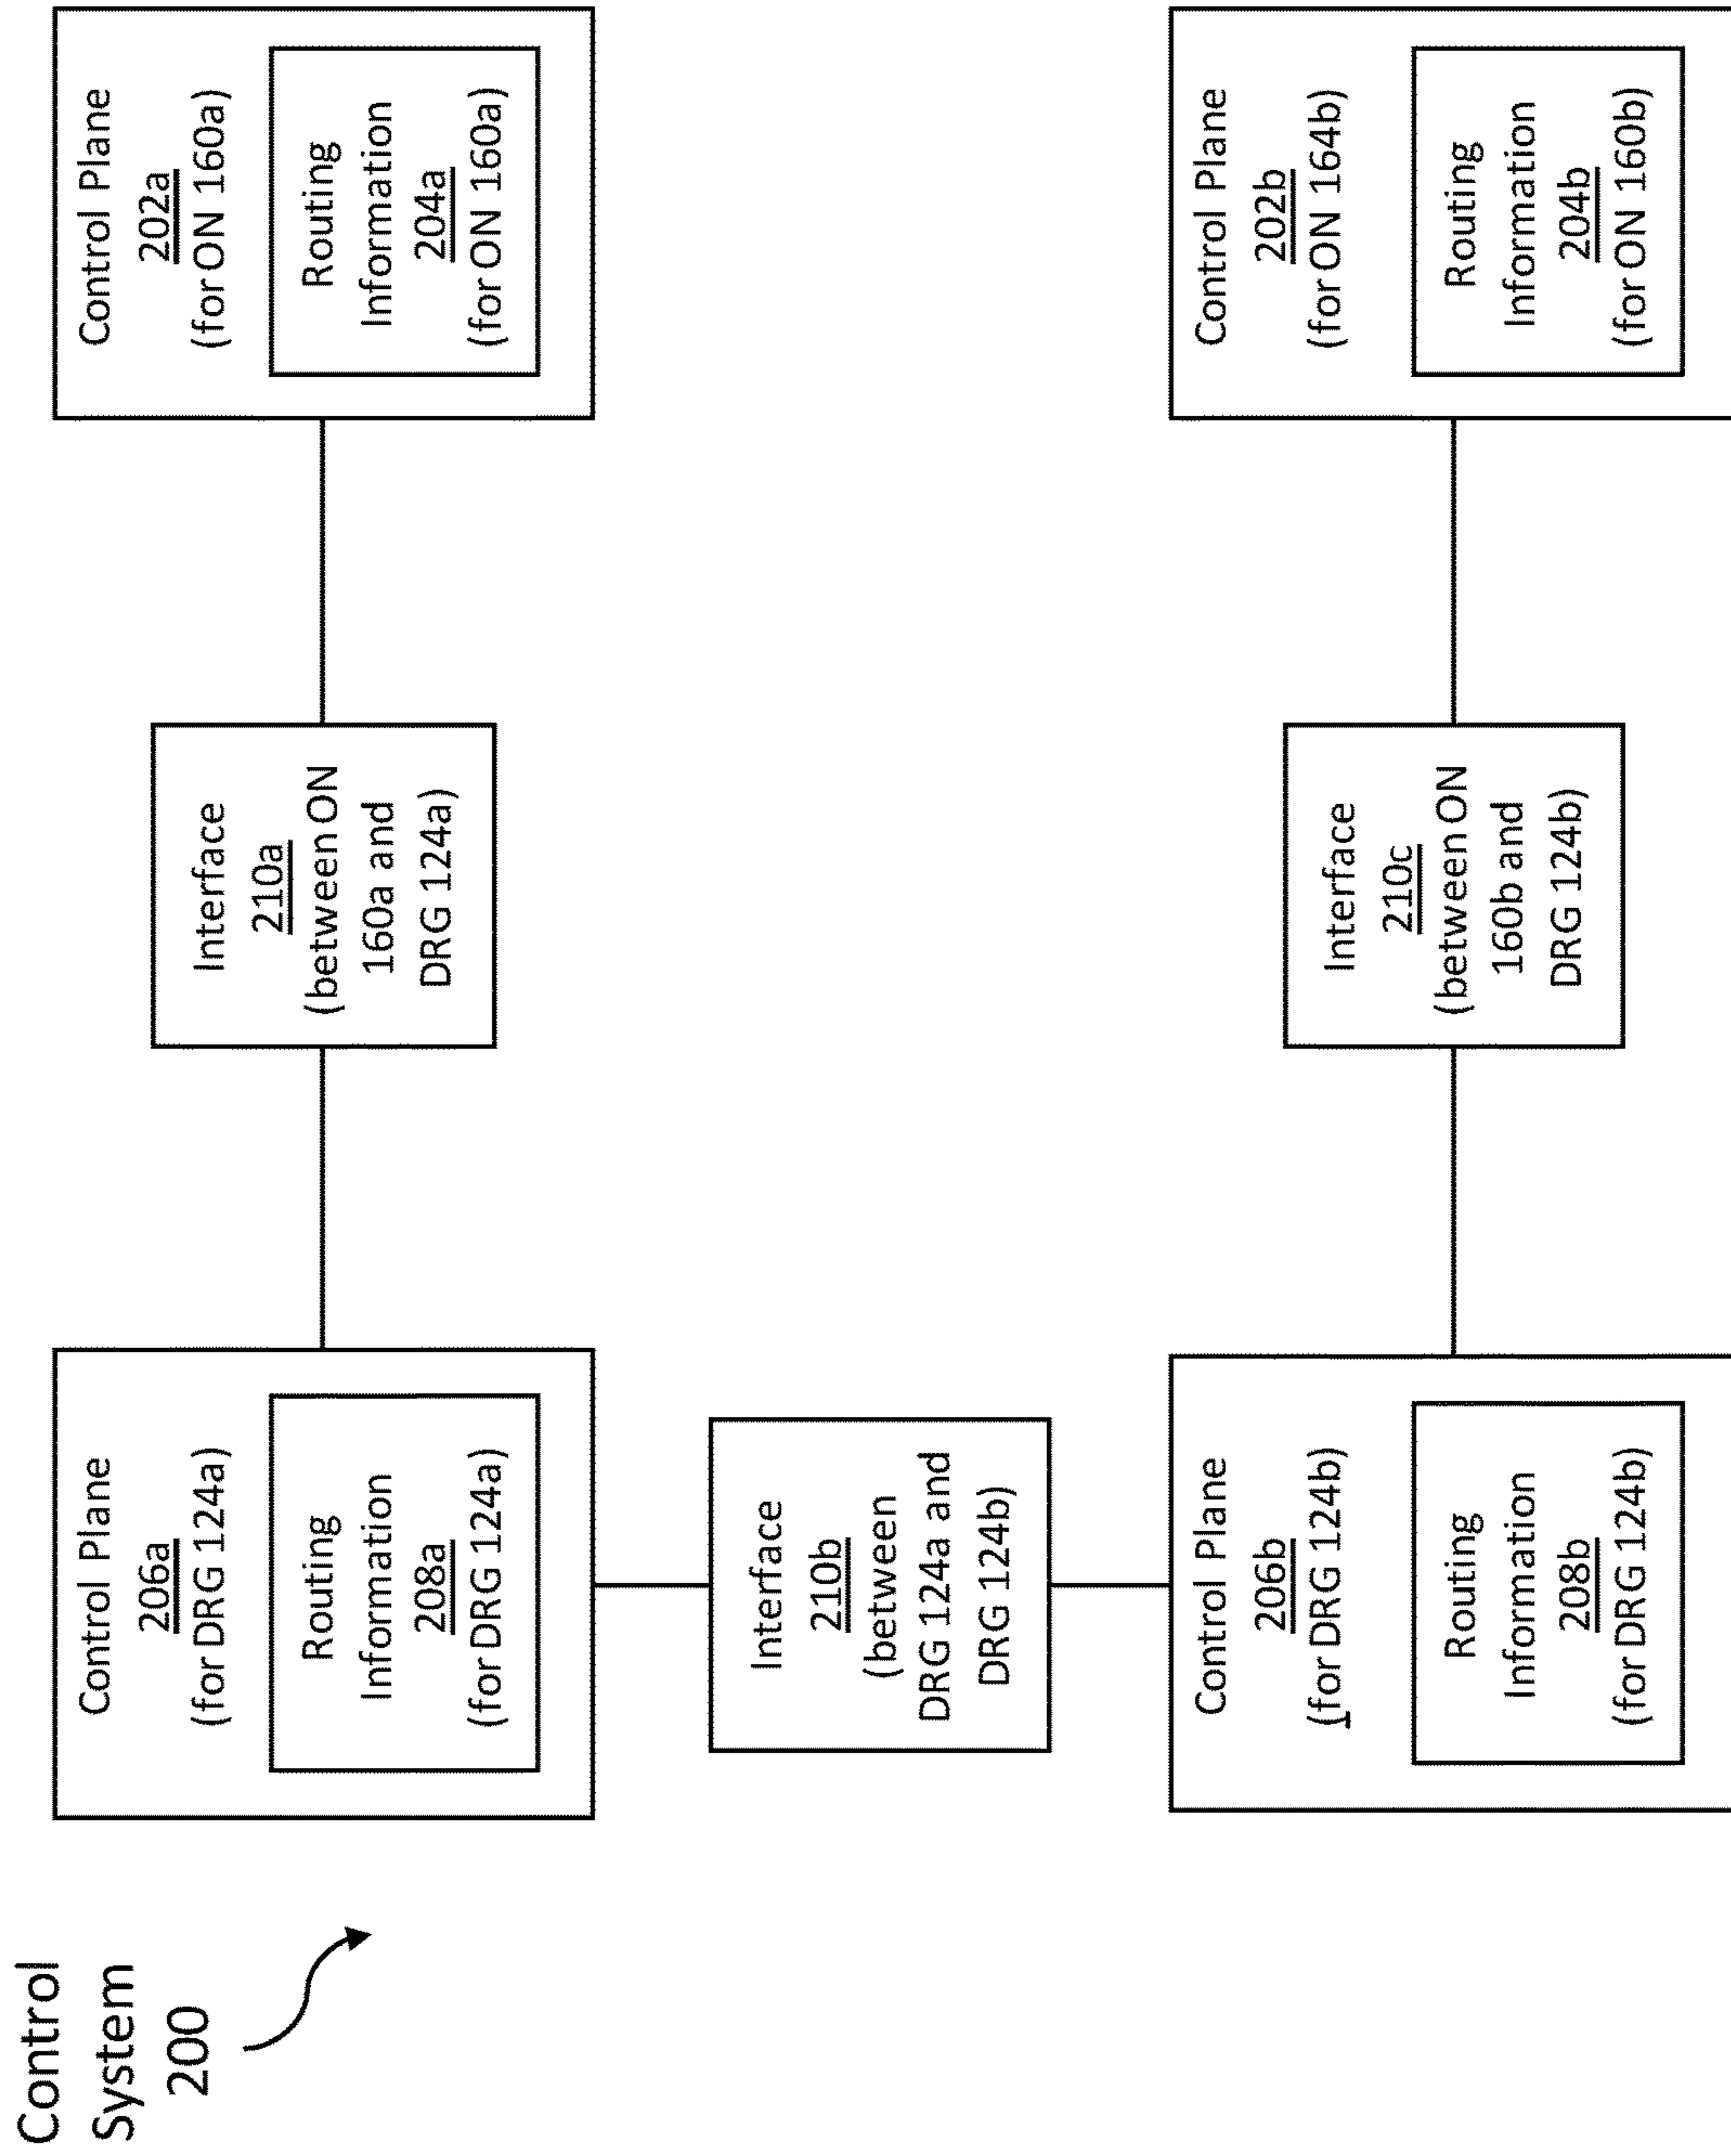 Control
System
200
Control Plane
206a
(for DRG 124a)
Routing
Information
208a
(for DRG 124a)
Interface
210a
(between ON
160a and
DRG 124a)
Control Plane
202a
(for ON 160a)
Routing
Information
204a
(for ON 160a)
Interface
210b
(between
DRG 124a and
DRG 124b)
Control Plane
206b
(for DRG 124b)
Routing
Information
208b
(for DRG 124b)
Interface
210c
(between ON
160b and
DRG 124b)
Control Plane
202b
(for ON 164b)
Routing
Information
204b
(for ON 160b)